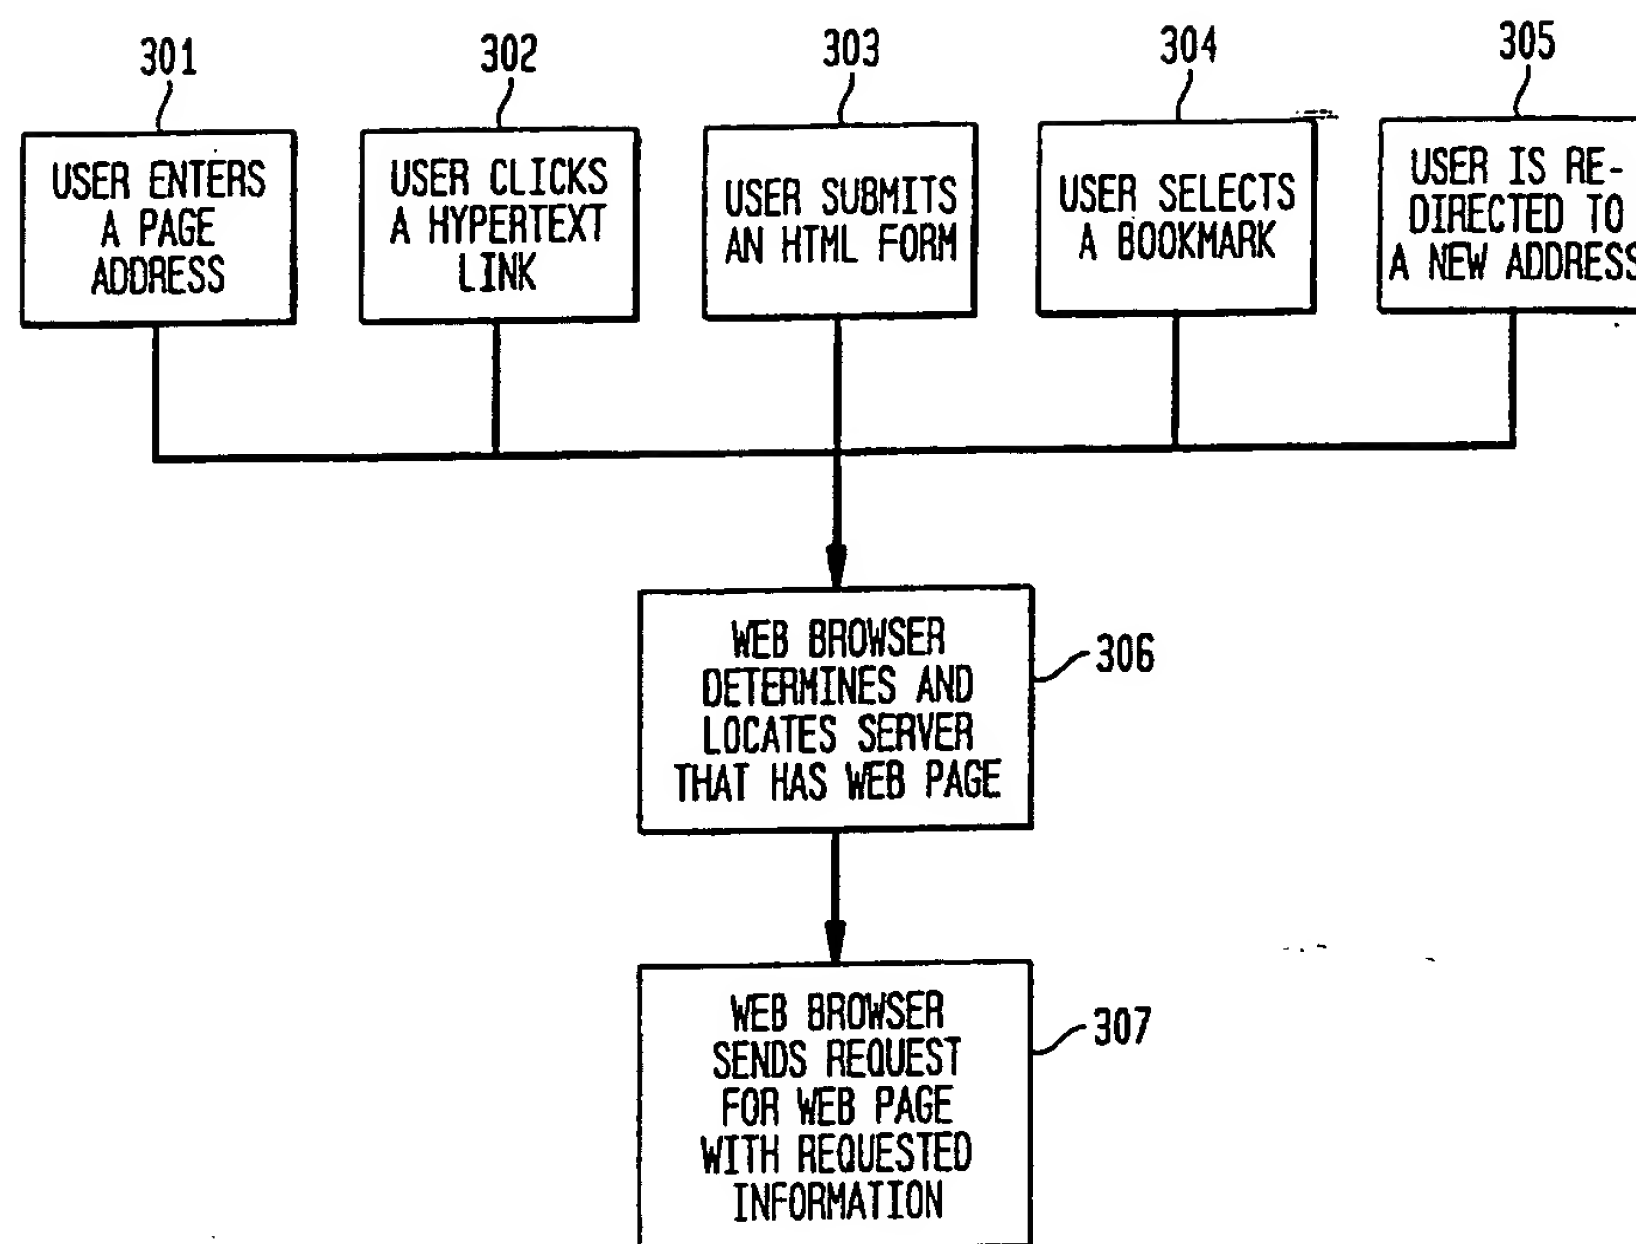 301
302
303
304
305
USER ENTERS
A PAGE
ADDRESS
USER CLICKS
A HYPERTEXT
LINK
USER SUBMITS
AN HTML FORM
USER SELECTS
A BOOKMARK
USER IS RE-
DIRECTED TO
A NEW ADDRESS
WEB BROWSER
DETERMINES AND
LOCATES SERVER
THAT HAS WEB PAGE
306
WEB BROWSER
SENDS REQUEST
FOR WEB PAGE
WITH REQUESTED
INFORMATION
307